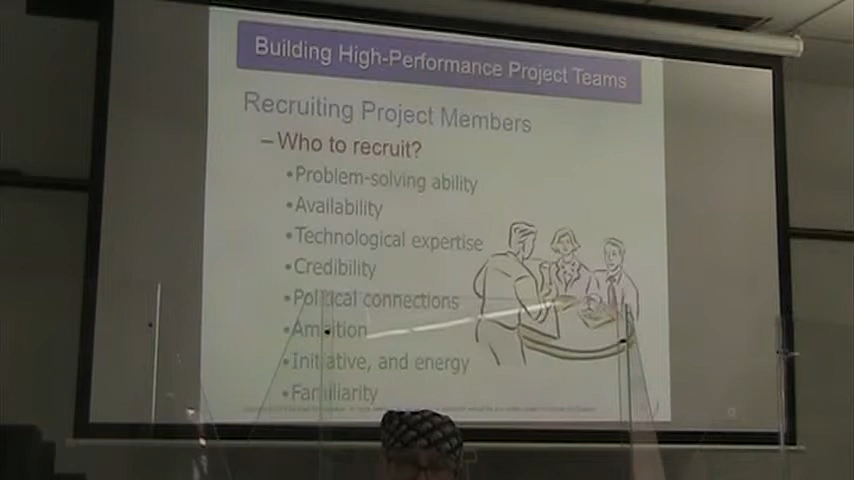 Building High-Performance Project Teams
Recruiting Project Members
–Who to recruit?
•Problem-solving ability
•Availability
•Technological expertise
•Credibility
•Political connections
•Ambition
•Initiative, and energy
•Familiarity